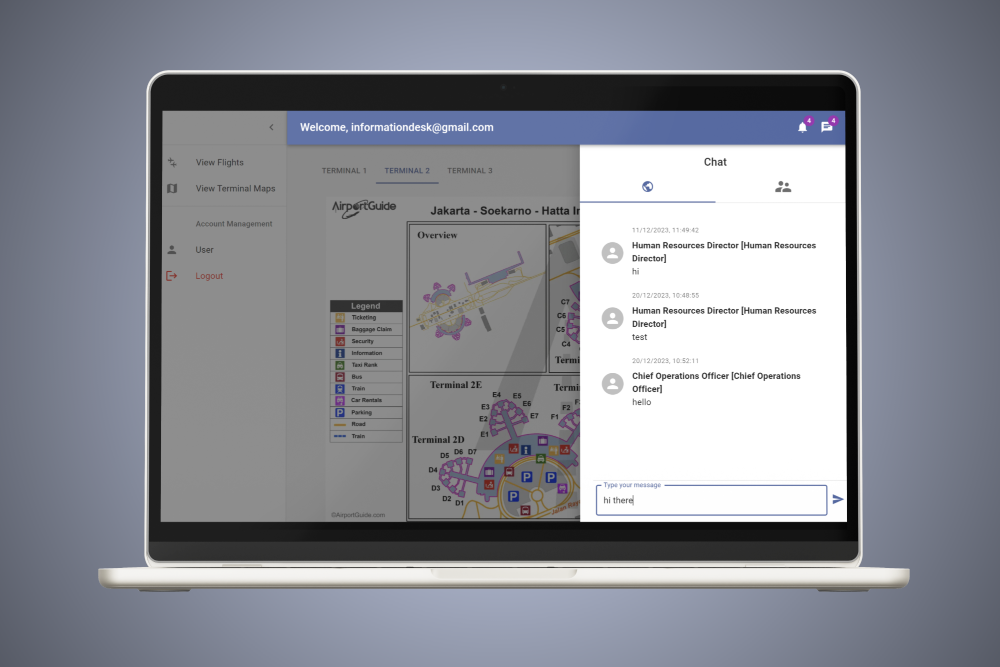 Welcome, informationdesk@gmail.com
4
4
View Flights
View Terminal Maps
Account Management
User
Logout
TERMINAL 1
TERMINAL 2
TERMINAL 3
AirportGuide
Jakarta - Soekarno - Hatta In
Overview
Legend
Ticketing
Baggage Claim
Security
Information
Taxi Rank
Bus
Train
Car Rentals
Parking
Road
Train
C7
C6
C5
C4
Termi
Terminal 2E
Termi
E4
E5
E3
E6
E2
E7
E1
F2
F1
Terminal 2D
D5
D6
D7
D4
D3
D2
D1
P
P
P
©AirportGuide.com
Chat
11/12/2023, 11:49:42
Human Resources Director [Human Resources
Director]
hi
20/12/2023, 10:48:55
Human Resources Director [Human Resources
Director]
test
20/12/2023, 10:52:11
Chief Operations Officer [Chief Operations
Officer]
hello
Type your message
hi there